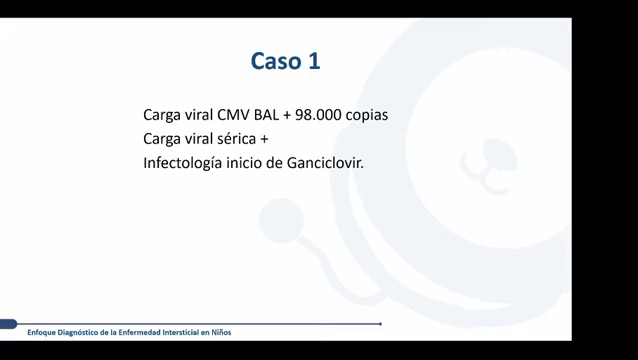 Caso 1
Carga viral CMV BAL + 98.000 copias
Carga viral sérica +
Infectología inicio de Ganciclovir.
Enfoque Diagnóstico de la Enfermedad Intersticial en Niños